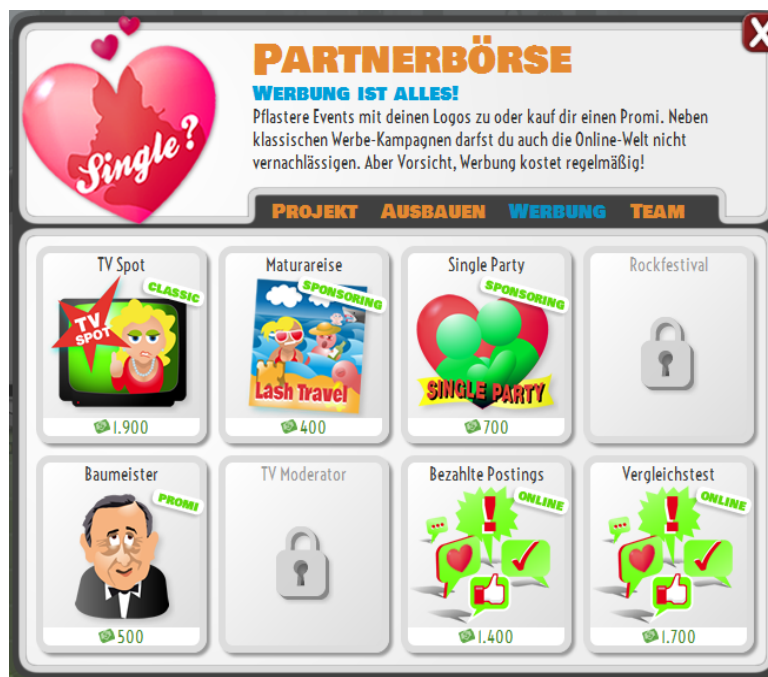 Single?
PARTNERBÖRSE
WERBUNG IST ALLES!
Pflastere Events mit deinen Logos zu oder kauf dir einen Promi. Neben
klassischen Werbe-Kampagnen darfst du auch die Online-Welt nicht
vernachlässigen. Aber Vorsicht, Werbung kostet regelmäßig!
PROJEKT AUSBAUEN WERBUNG TEAM
TV Spot
CLASSIC
TV SPOT
1.900
Maturareise
SPONSORING
Lash Travel
400
Single Party
SPONSORING
SINGLE PARTY
700
Rockfestival
Baumeister
PROMI
500
TV Moderator
Bezahlte Postings
ONLINE
1.400
Vergleichstest
ONLINE
1.700